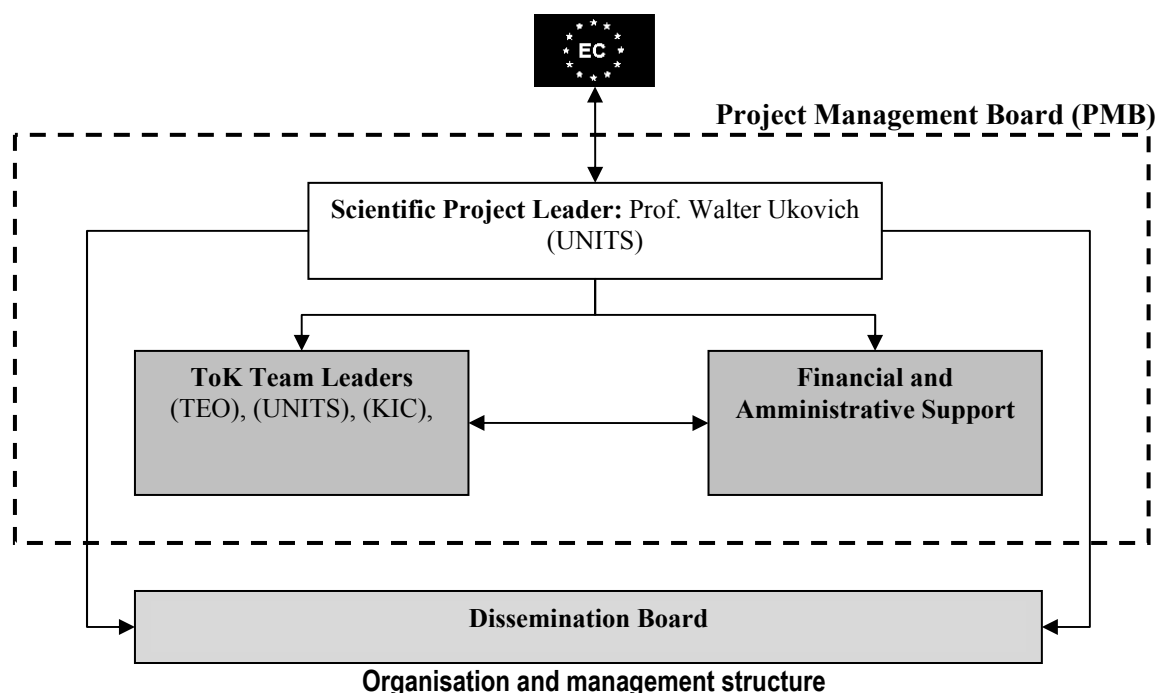 EC
Project Management Board (PMB)
Scientific Project Leader: Prof. Walter Ukovich
(UNITS)
ToK Team Leaders
(TEO), (UNITS), (KIC),
Financial and
Amministrative Support
Dissemination Board
Organisation and management structure